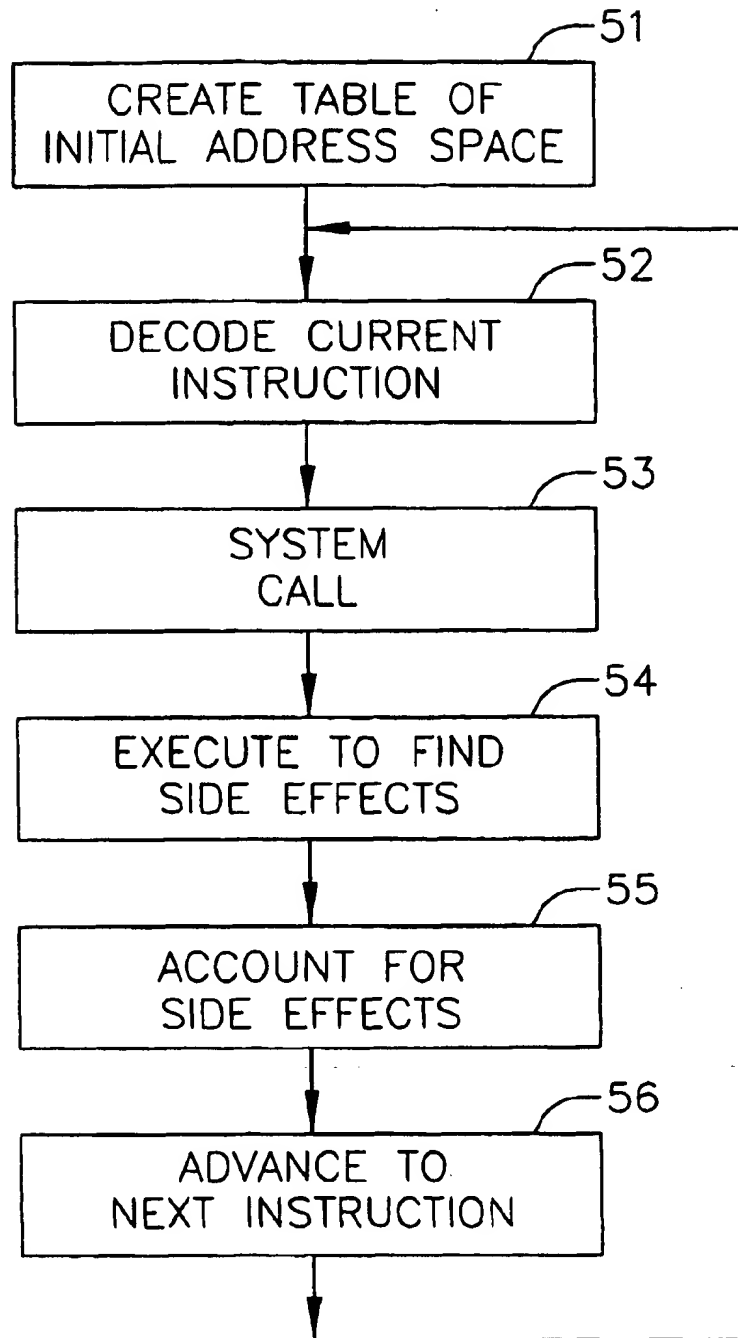 51
CREATE TABLE OF
INITIAL ADDRESS SPACE
52
DECODE CURRENT
INSTRUCTION
53
SYSTEM
CALL
54
EXECUTE TO FIND
SIDE EFFECTS
55
ACCOUNT FOR
SIDE EFFECTS
56
ADVANCE TO
NEXT INSTRUCTION